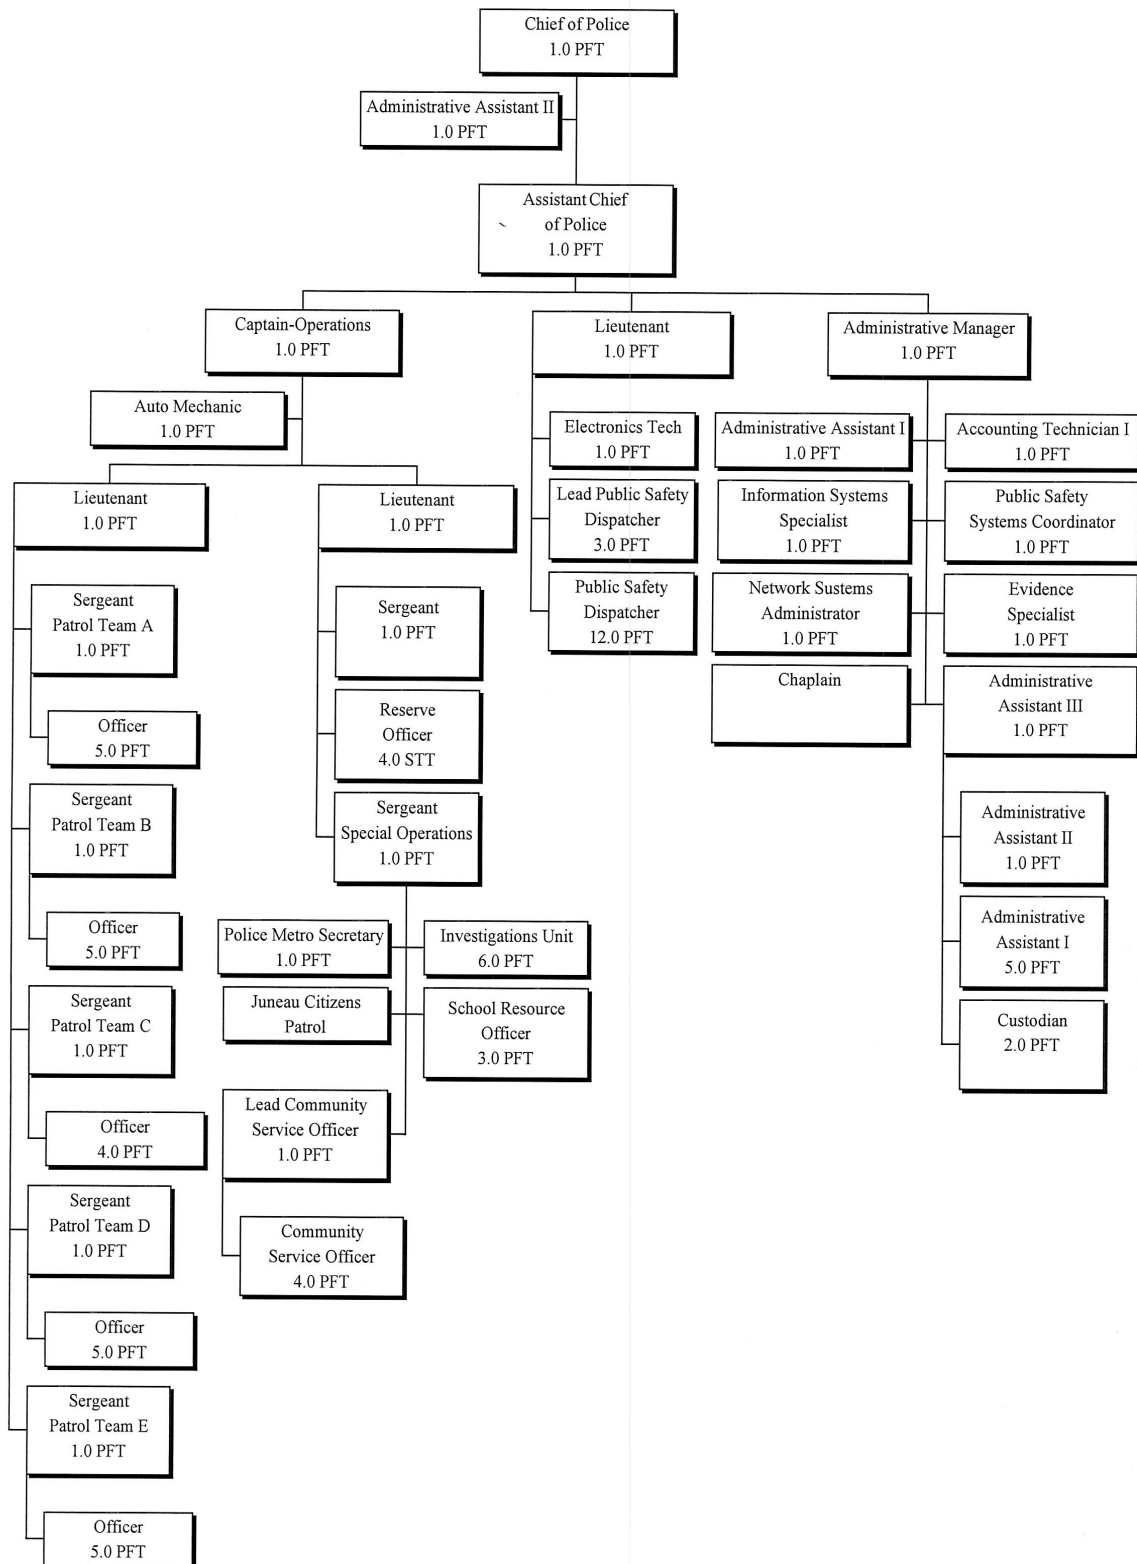 Chief of Police
1.0 PFT
Administrative Assistant II
1.0 PFT
Assistant Chief
of Police
1.0 PFT
Captain-Operations
1.0 PFT
Lieutenant
1.0 PFT
Administrative Manager
1.0 PFT
Auto Mechanic
1.0 PFT
Lieutenant
1.0 PFT
Sergeant
Patrol Team A
1.0 PFT
Officer
5.0 PFT
Sergeant
Patrol Team B
1.0 PFT
Officer
5.0 PFT
Sergeant
Patrol Team C
1.0 PFT
Officer
4.0 PFT
Sergeant
Patrol Team D
1.0 PFT
Officer
5.0 PFT
Sergeant
Patrol Team E
1.0 PFT
Officer
5.0 PFT
Lieutenant
1.0 PFT
Sergeant
1.0 PFT
Reserve
Officer
4.0 STT
Sergeant
Special Operations
1.0 PFT
Police Metro Secretary
1.0 PFT
Investigations Unit
6.0 PFT
Juneau Citizens
Patrol
School Resource
Officer
3.0 PFT
Lead Community
Service Officer
1.0 PFT
Community
Service Officer
4.0 PFT
Electronics Tech
1.0 PFT
Lead Public Safety
Dispatcher
3.0 PFT
Public Safety
Dispatcher
12.0 PFT
Administrative Assistant I
1.0 PFT
Accounting Technician I
1.0 PFT
Information Systems
Specialist
1.0 PFT
Public Safety
Systems Coordinator
1.0 PFT
Network Sustems
Administrator
1.0 PFT
Evidence
Specialist
1.0 PFT
Chaplain
Administrative
Assistant III
1.0 PFT
Administrative
Assistant II
1.0 PFT
Administrative
Assistant I
5.0 PFT
Custodian
2.0 PFT